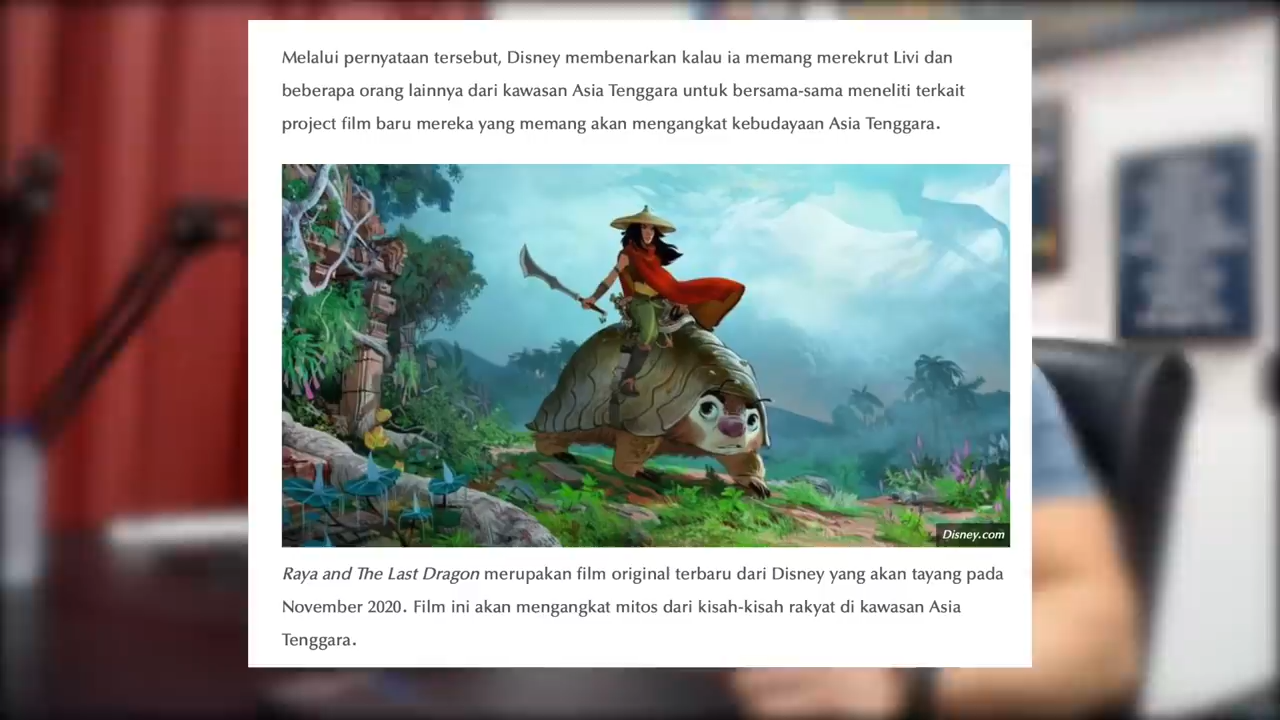 Melalui pernyataan tersebut, Disney membenarkan kalau ia memang merekrut Livi dan
beberapa orang lainnya dari kawasan Asia Tenggara untuk bersama-sama meneliti terkait
project film baru mereka yang memang akan mengangkat kebudayaan Asia Tenggara.
Disney.com
Raya and The Last Dragon merupakan film original terbaru dari Disney yang akan tayang pada
November 2020. Film ini akan mengangkat mitos dari kisah-kisah rakyat di kawasan Asia
Tenggara.